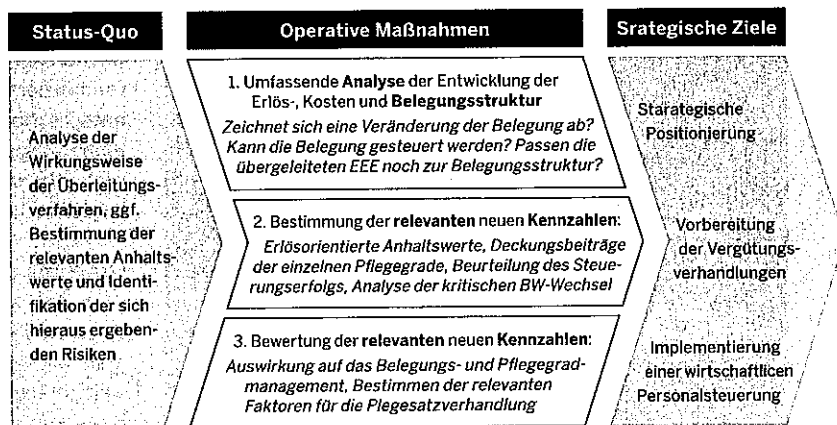 Status-Quo
Analyse der
Wirkungsweise
der Überleitungs-
verfahren, ggf.
Bestimmung der
relevanten Anhalts-
werte und Identi-
fikation der sich
hieraus ergeben-
den Risiken
Operative Maßnahmen
1. Umfassende Analyse der Entwicklung der
Erlös-, Kosten und Belegungsstruktur
Zeichnet sich eine Veränderung der Belegung ab?
Kann die Belegung gesteuert werden? Passen die
übergeleiteten EEE noch zur Belegungsstruktur?
2. Bestimmung der relevanten neuen Kennzahlen:
Erlösorientierte Anhaltswerte, Deckungsbeiträge
der einzelnen Pflegegrade, Beurteilung des Steue-
rungserfolgs, Analyse der kritischen BW-Wechsel
3. Bewertung der relevanten neuen Kennzahlen:
Auswirkung auf das Belegungs- und Pflegegrad-
management, Bestimmen der relevanten
Faktoren für die Plegesatzverhandlung
Srategische Ziele
Starategische
Positionierung
Vorbereitung
der Vergütungs-
verhandlungen
Implementierung
einer wirtschaftlicen
Personalsteuerung